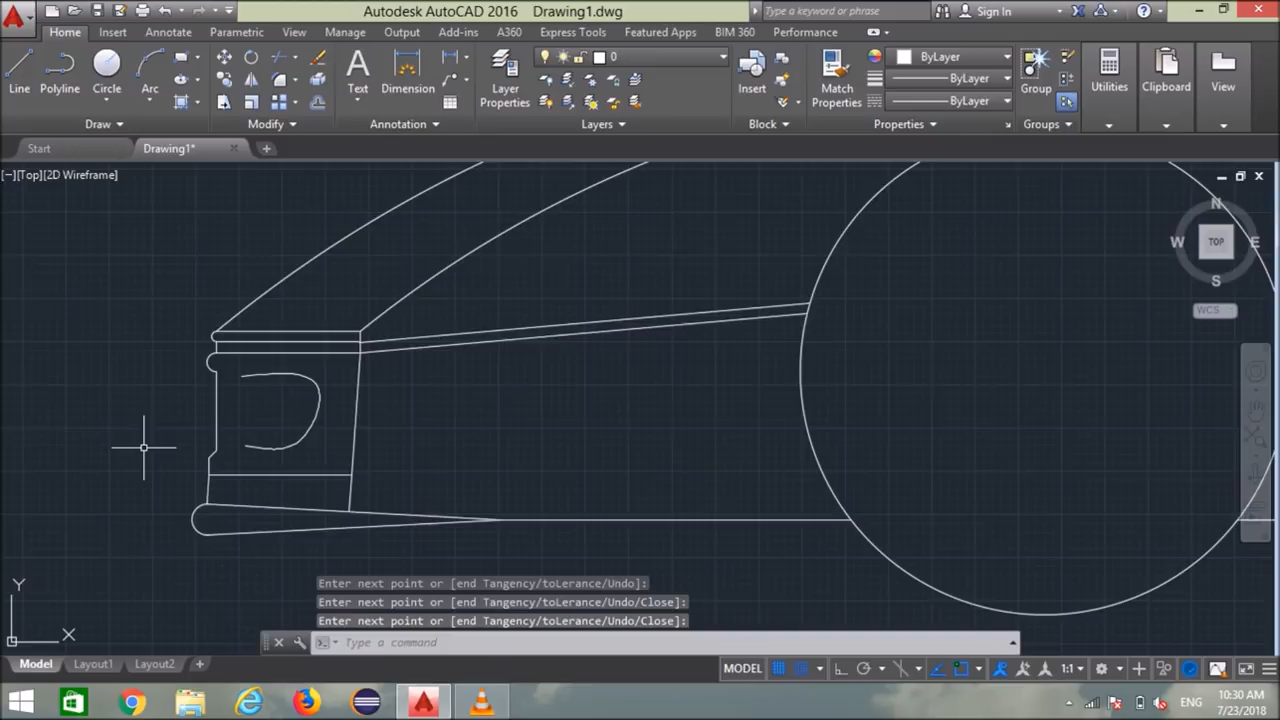 Autodesk AutoCAD 2016 Drawing1.dwg
Type a keyword or phrase
Sign In
Home Insert Annotate Parametric View Manage Output Add-ins A360 Express Tools Featured Apps BIM 360 Performance
0
ByLayer
ByLayer
ByLayer
Line Polyline Circle Arc
Text Dimension
Layer Properties
Insert
Match Properties
Group
Utilities
Clipboard
View
Draw Modify Annotation Layers Block Properties Groups
Start Drawing1*
[−][Top][2D Wireframe]
N
W TOP E
S
WCS
Y
X
Enter next point or [end Tangency/toLerance/Undo]:
Enter next point or [end Tangency/toLerance/Undo/Close]:
Enter next point or [end Tangency/toLerance/Undo/Close]:
Type a command
Model Layout1 Layout2
MODEL
1:1
ENG
10:30 AM
7/23/2018